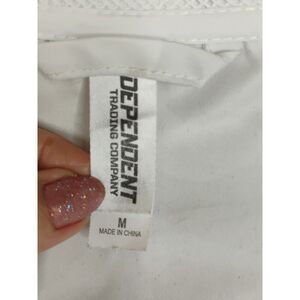 DEPENDENT
TRADING COMPANY
M
MADE IN CHINA